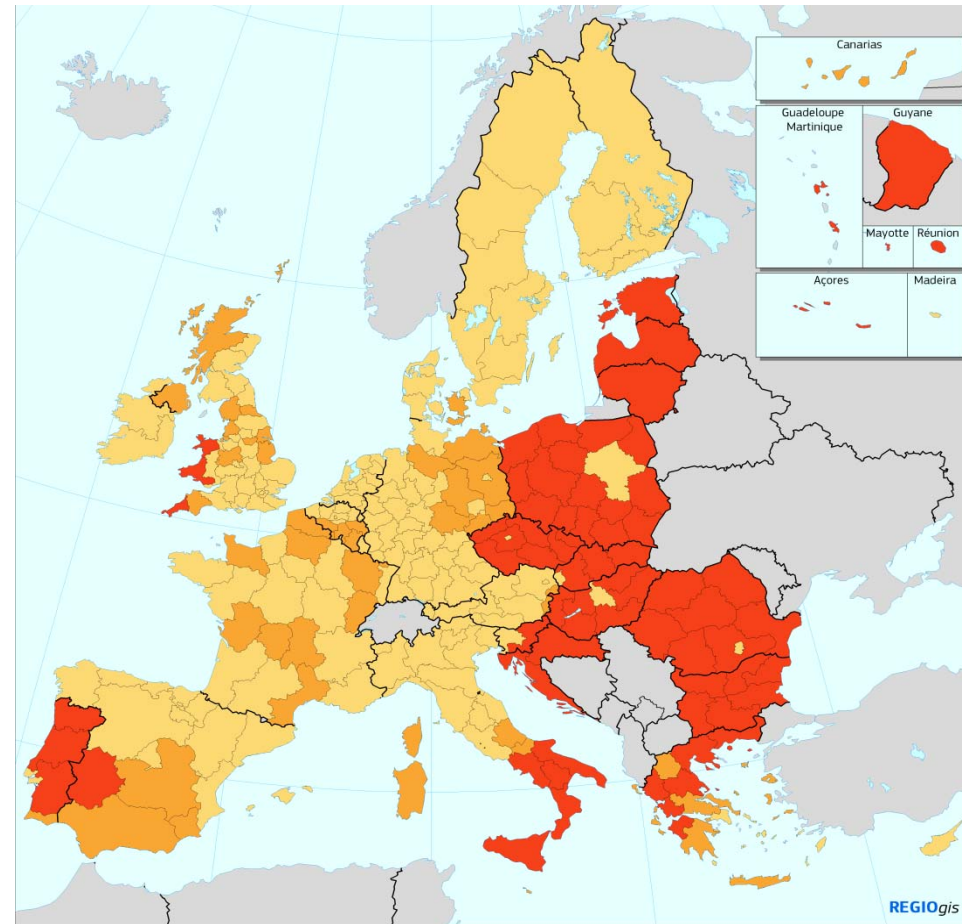 Canarias
Guadeloupe
Martinique
Guyane
Mayotte
Réunion
Açores
Madeira
REGIOgis